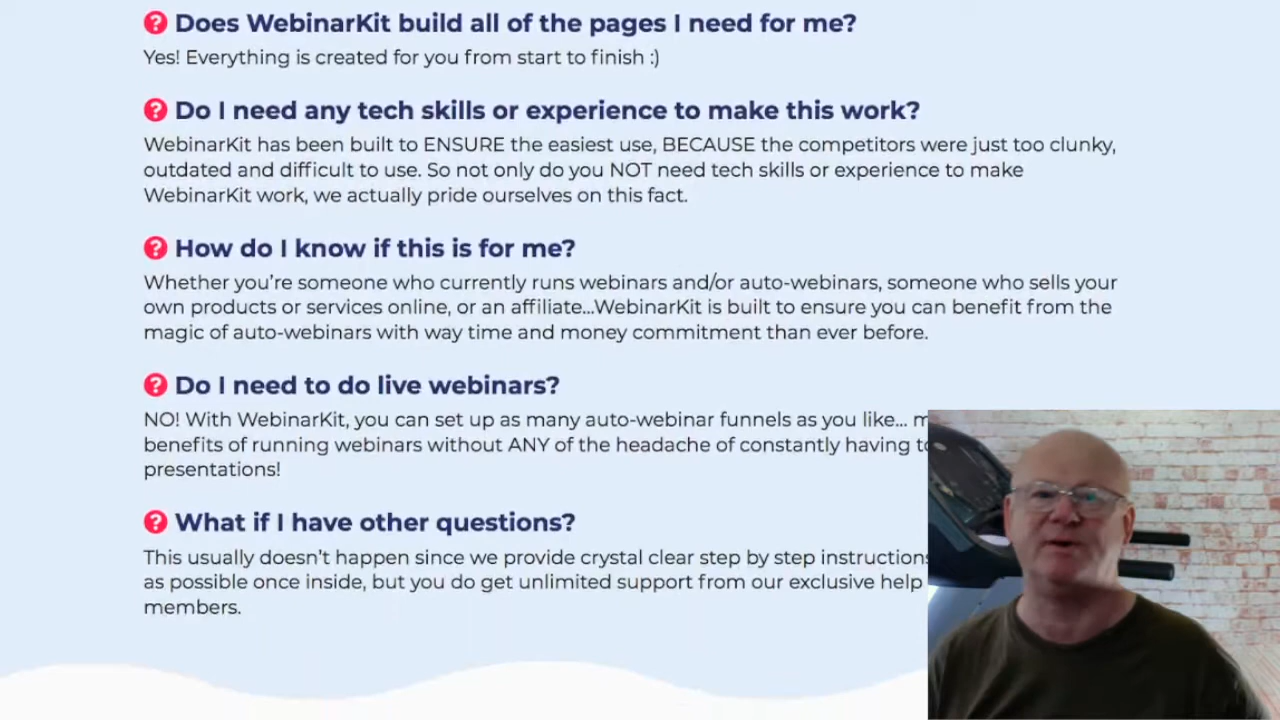 Does WebinarKit build all of the pages I need for me?
Yes! Everything is created for you from start to finish :)
Do I need any tech skills or experience to make this work?
WebinarKit has been built to ENSURE the easiest use, BECAUSE the competitors were just too clunky,
outdated and difficult to use. So not only do you NOT need tech skills or experience to make
WebinarKit work, we actually pride ourselves on this fact.
How do I know if this is for me?
Whether you're someone who currently runs webinars and/or auto-webinars, someone who sells your
own products or services online, or an affiliate...WebinarKit is built to ensure you can benefit from the
magic of auto-webinars with way time and money commitment than ever before.
Do I need to do live webinars?
NO! With WebinarKit, you can set up as many auto-webinar funnels as you like...
benefits of running webinars without ANY of the headache of constantly having
presentations!
What if I have other questions?
This usually doesn't happen since we provide crystal clear step by step instructions
as possible once inside, but you do get unlimited support from our exclusive help
members.